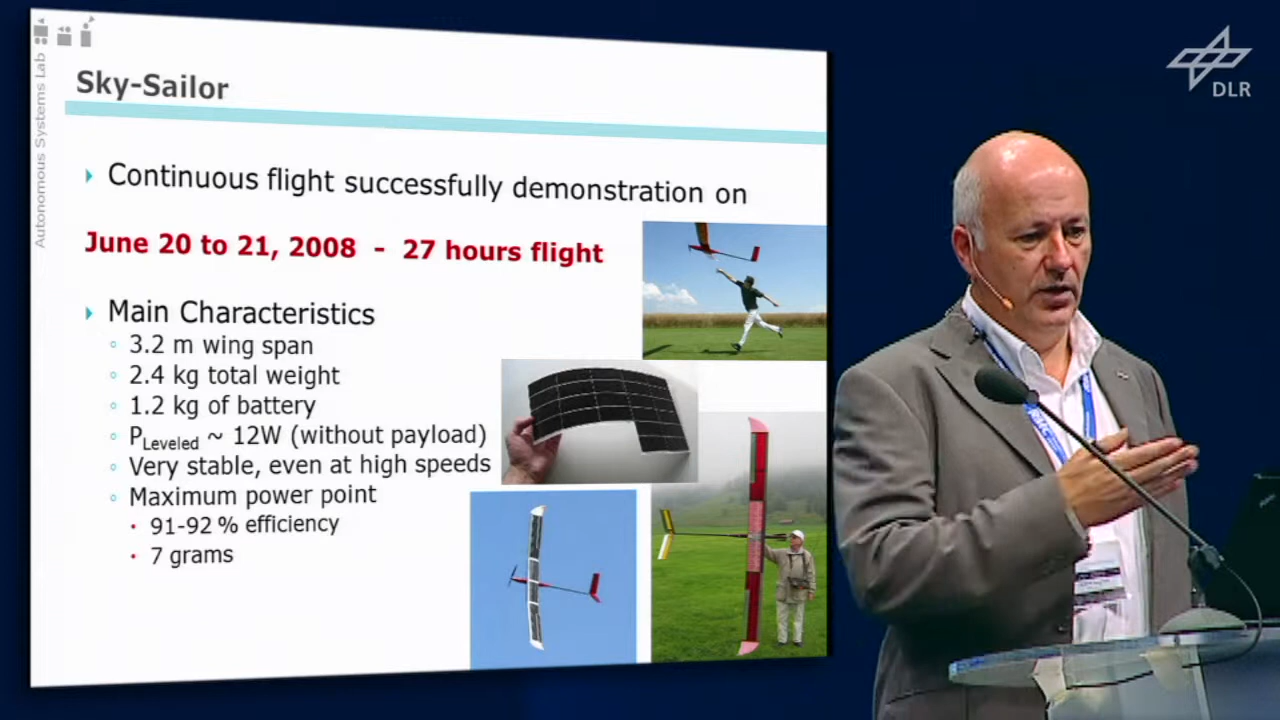 Autonomous Systems Lab
Sky-Sailor
Continuous flight successfully demonstration on
June 20 to 21, 2008 - 27 hours flight
Main Characteristics
3.2 m wing span
2.4 kg total weight
1.2 kg of battery
PLeveled ~ 12W (without payload)
Very stable, even at high speeds
Maximum power point
91-92 % efficiency
7 grams
DLR